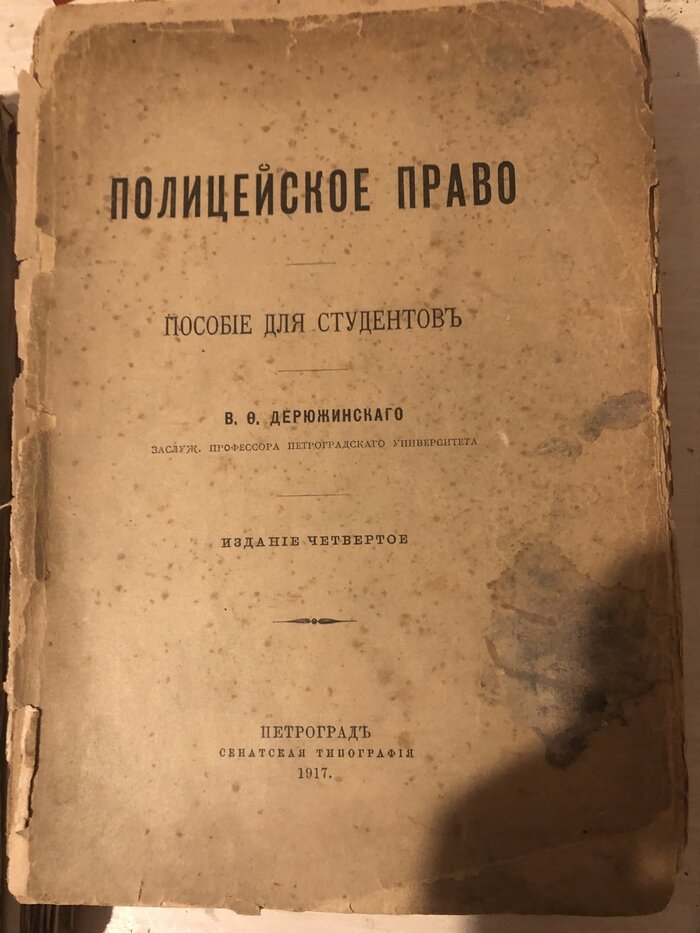 ПОЛИЦЕЙСКОЕ ПРАВО
ПОСОБІЕ ДЛЯ СТУДЕНТОВЪ
В. Ѳ. ДЕРЮЖИНСКАГО
ЗАСЛУЖ. ПРОФЕССОРА ПЕТРОГРАДСКАГО УНИВЕРСИТЕТА
ИЗДАНІЕ ЧЕТВЕРТОЕ
ПЕТРОГРАДЪ
СЕНАТСКАЯ ТИПОГРАФІЯ
1917.